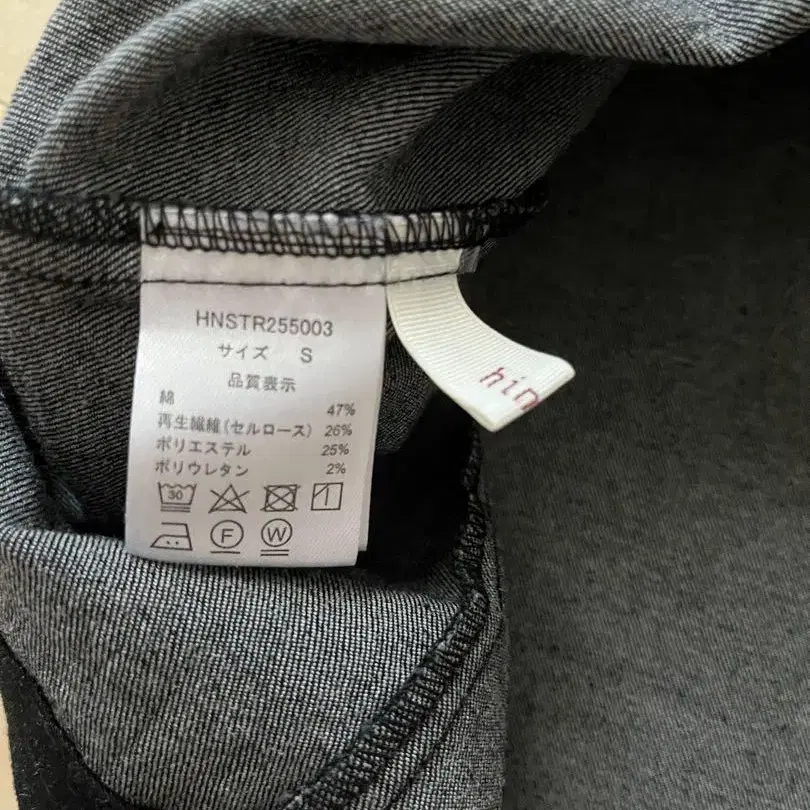 HNSTR255003
サイズ S
品質表示
綿 47%
再生繊維(セルロース) 26%
ポリエステル 25%
ポリウレタン 2%
30
F W
hin